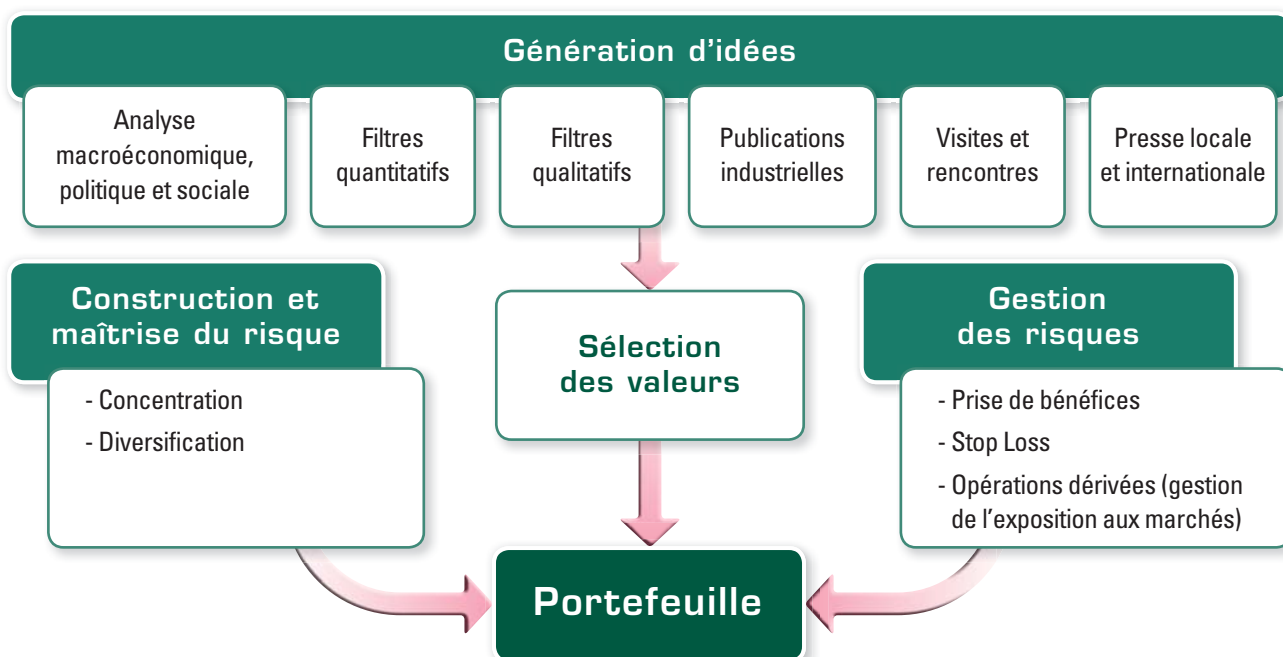 Génération d'idées
Analyse
macroéconomique,
politique et sociale
Filtres
quantitatifs
Filtres
qualitatifs
Publications
industrielles
Visites et
rencontres
Presse locale
et internationale
Construction et
maîtrise du risque
- Concentration
- Diversification
Sélection
des valeurs
Gestion
des risques
- Prise de bénéfices
- Stop Loss
- Opérations dérivées (gestion
de l'exposition aux marchés)
Portefeuille